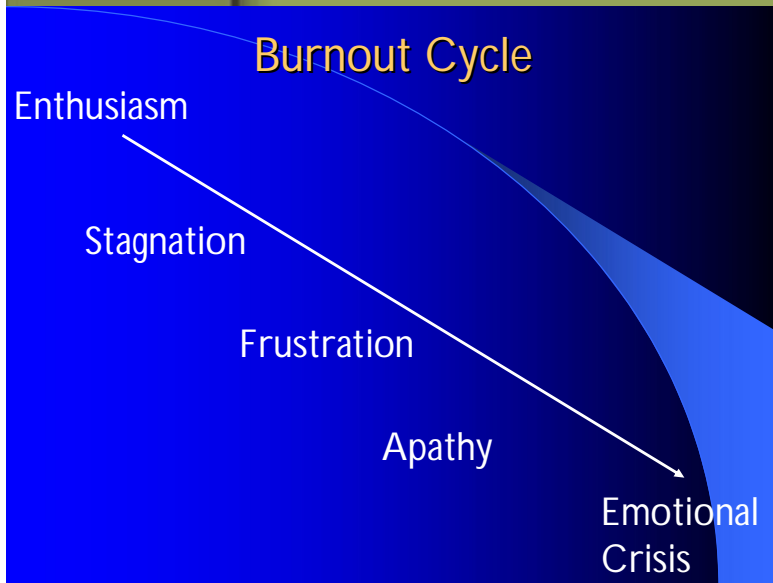 Burnout Cycle
Enthusiasm
Stagnation
Frustration
Apathy
Emotional
Crisis